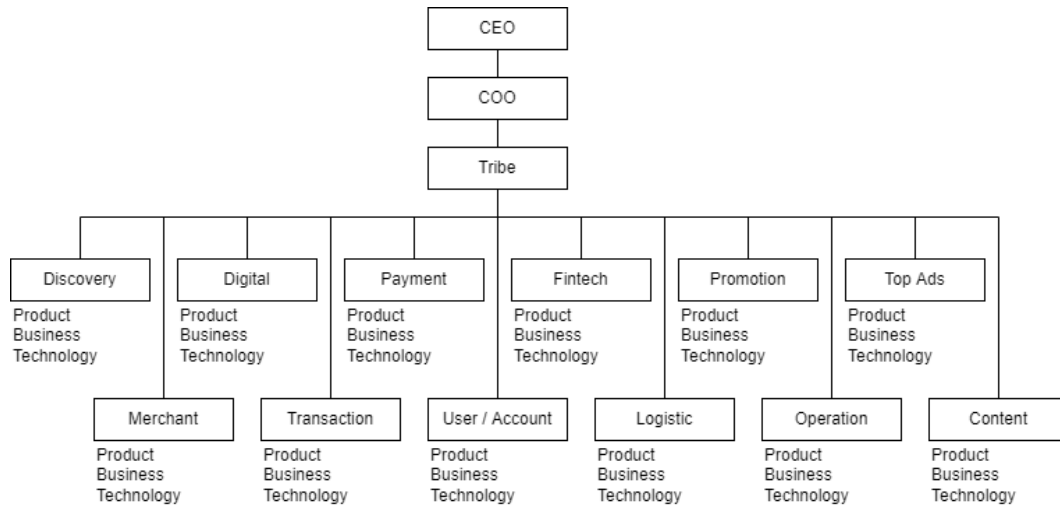 CEO
COO
Tribe
Discovery
Product
Business
Technology
Digital
Product
Business
Technology
Payment
Product
Business
Technology
Fintech
Product
Business
Technology
Promotion
Product
Business
Technology
Top Ads
Product
Business
Technology
Merchant
Product
Business
Technology
Transaction
Product
Business
Technology
User / Account
Product
Business
Technology
Logistic
Product
Business
Technology
Operation
Product
Business
Technology
Content
Product
Business
Technology